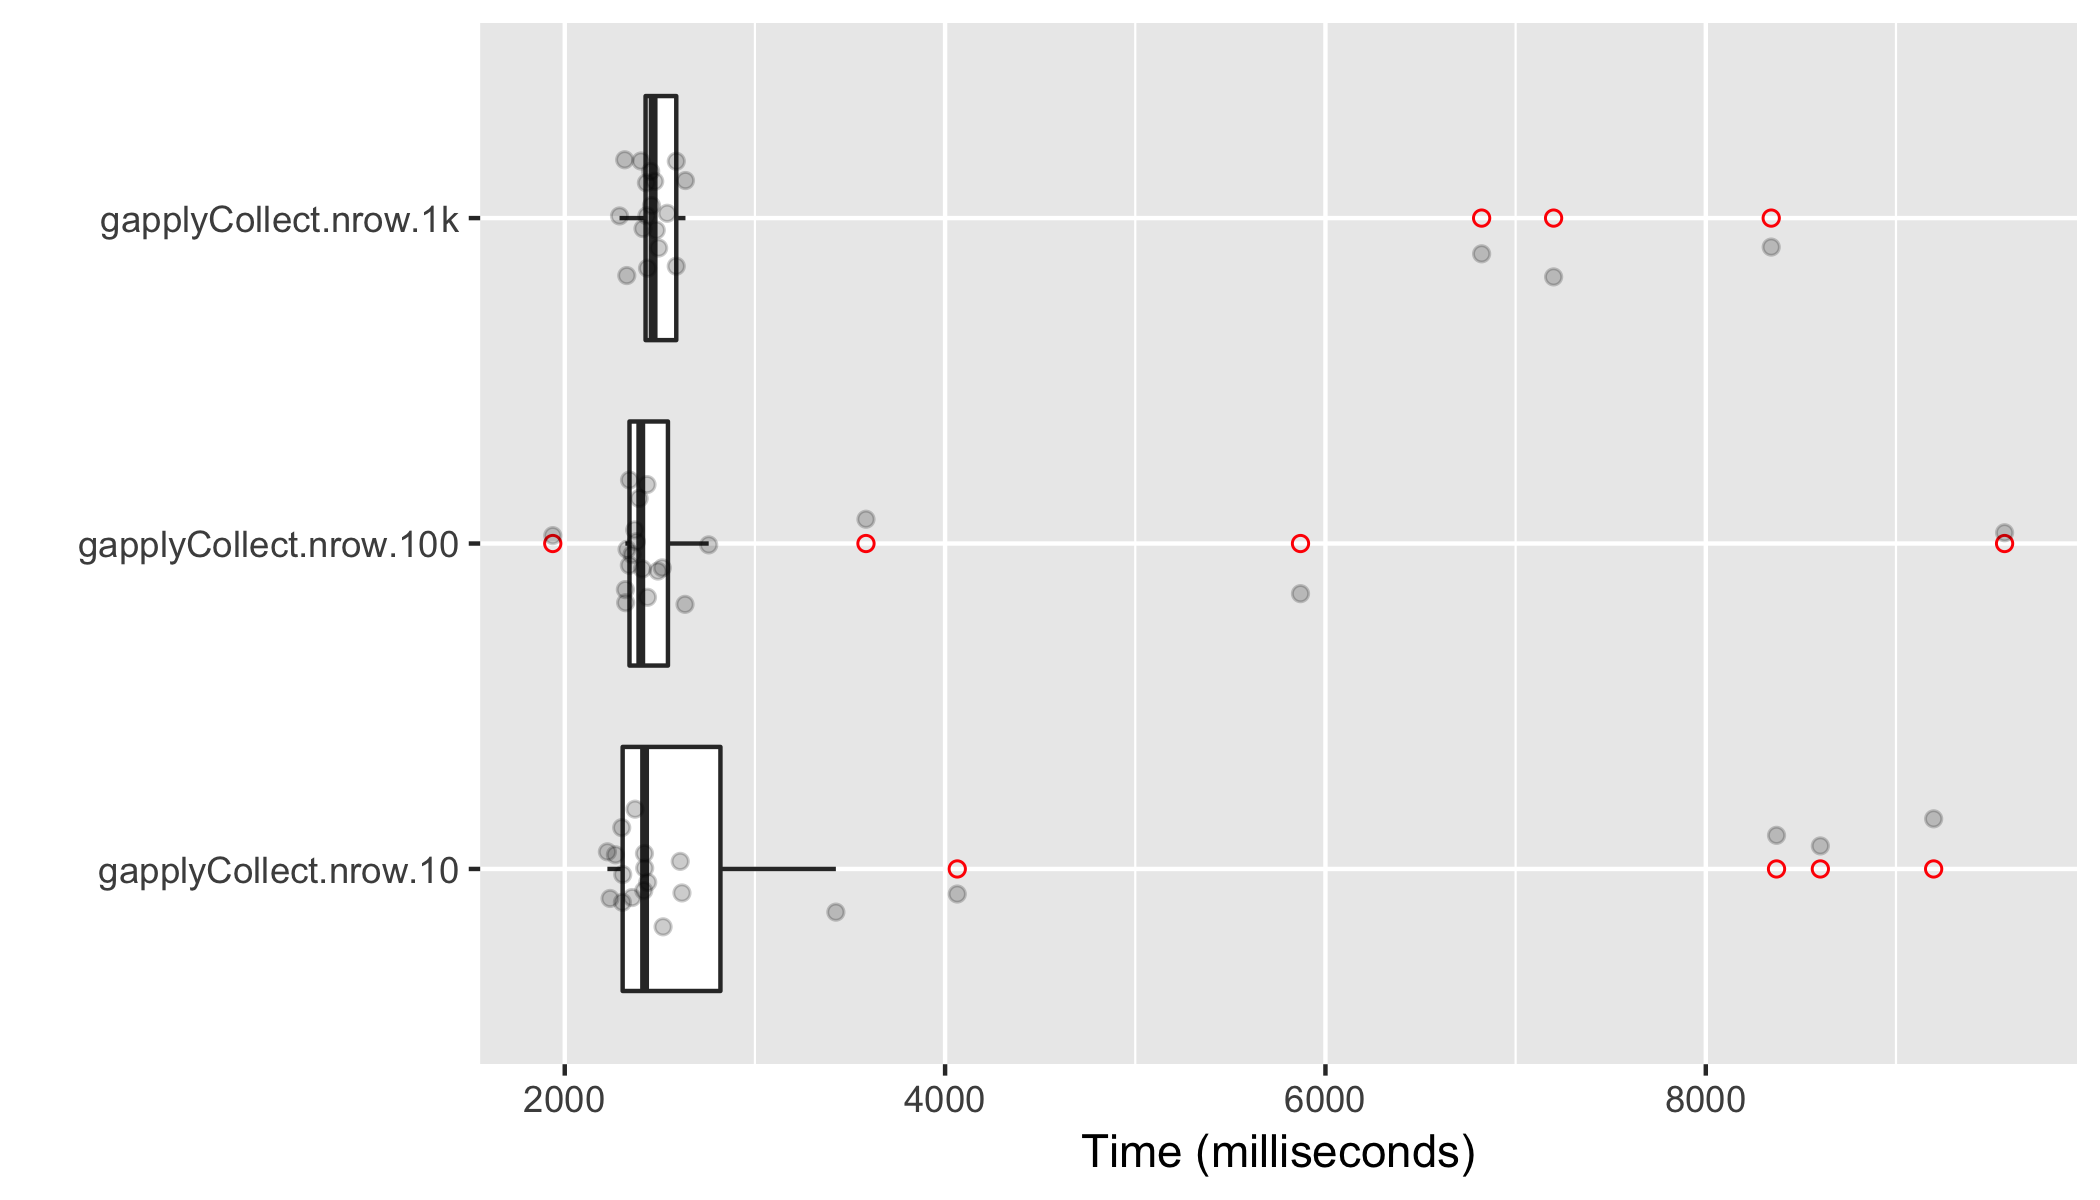 gapplyCollect.nrow.1k
gapplyCollect.nrow.100
gapplyCollect.nrow.10
2000 4000 6000 8000
Time (milliseconds)